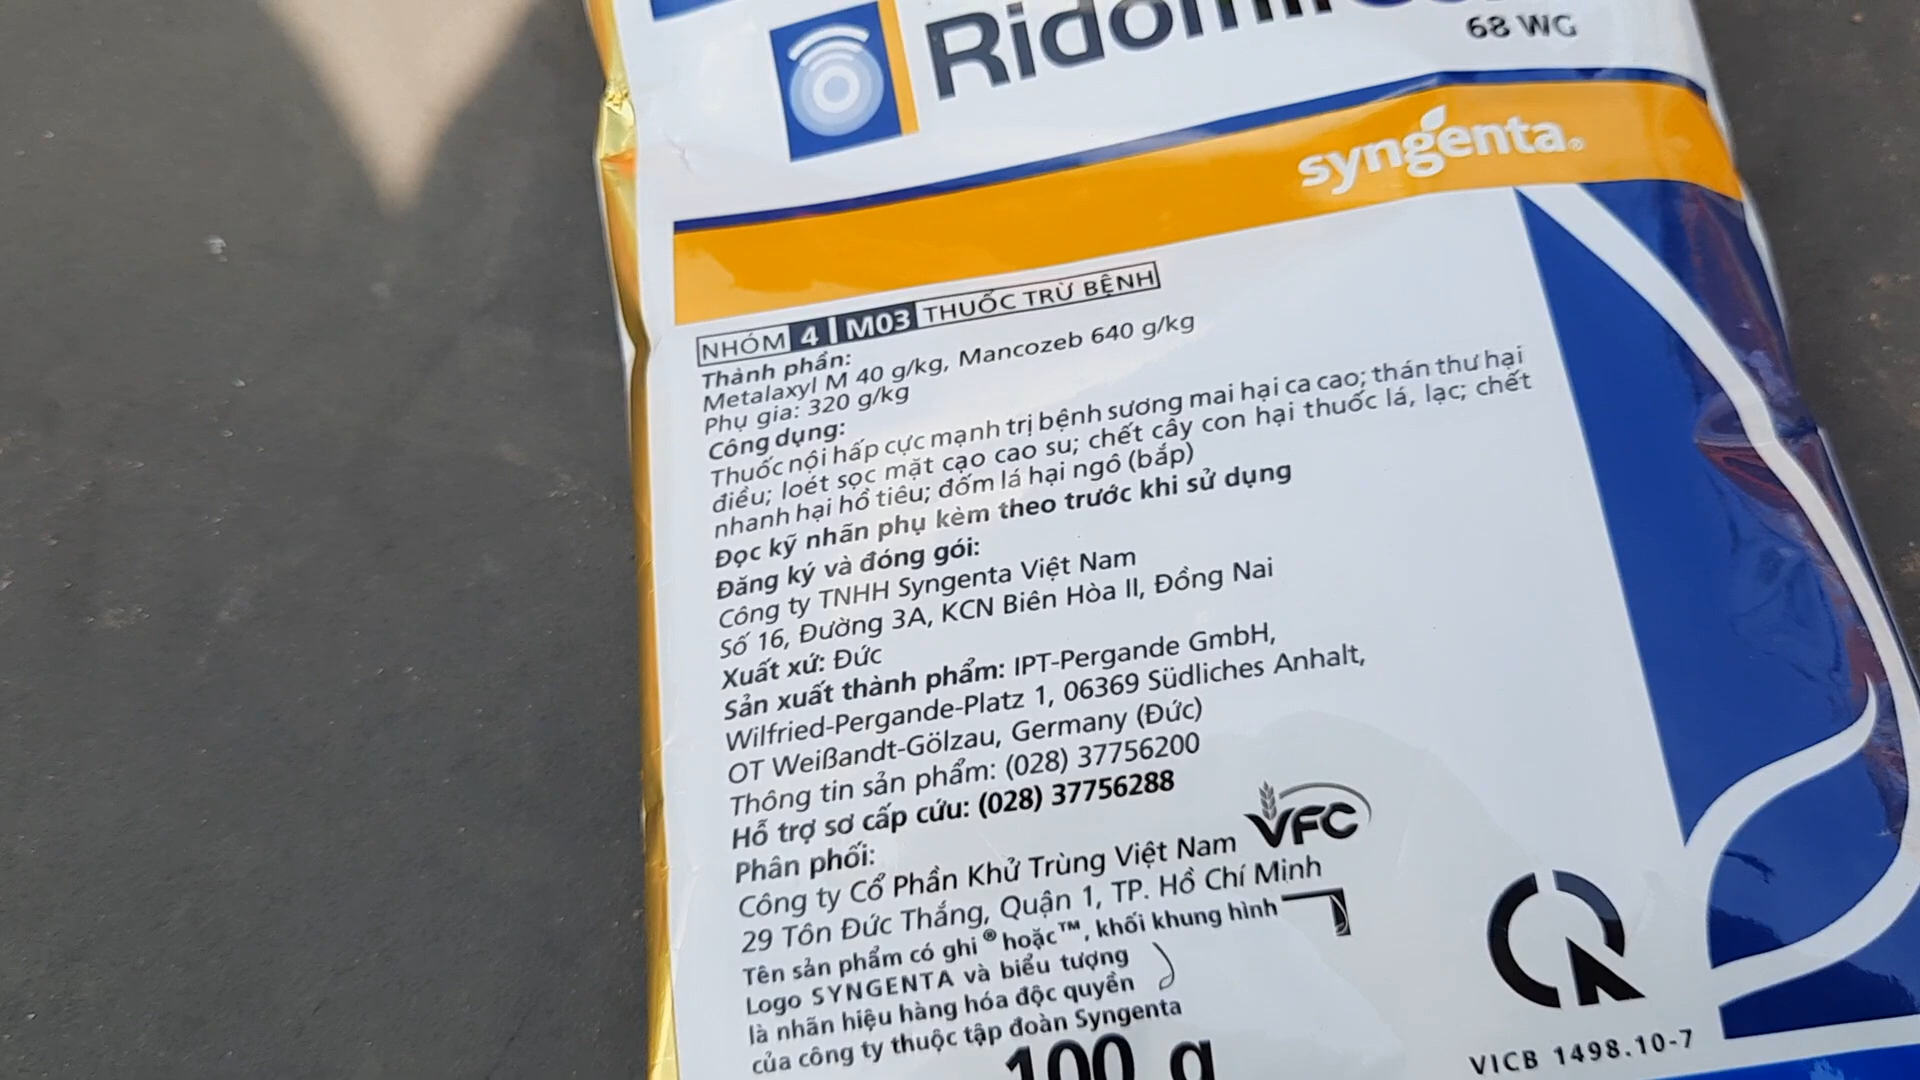 68 WG
syngenta®
NHÓM 4 M03 THUỐC TRỪ BỆNH
Thành phần:
Metalaxyl M 40 g/kg, Mancozeb 640 g/kg
Phụ gia: 320 g/kg
Công dụng:
Thuốc nội hấp cực mạnh trị bệnh sương mai hại ca cao; thán thư hại
điều; loét sọc mặt cạo cao su; chết cây con hại thuốc lá, lạc; chết
nhanh hại hồ tiêu; đốm lá hại ngô (bắp)
Đọc kỹ nhãn phụ kèm theo trước khi sử dụng
Đăng ký và đóng gói:
Công ty TNHH Syngenta Việt Nam
Số 16, Đường 3A, KCN Biên Hòa II, Đồng Nai
Xuất xứ: Đức
Sản xuất thành phẩm: IPT-Pergande GmbH,
Wilfried-Pergande-Platz 1, 06369 Südliches Anhalt,
OT Weißandt-Gölzau, Germany (Đức)
Thông tin sản phẩm: (028) 37756200
Hỗ trợ sơ cấp cứu: (028) 37756288
Phân phối:
Công ty Cổ Phần Khử Trùng Việt Nam VFC
29 Tôn Đức Thắng, Quận 1, TP. Hồ Chí Minh
Tên sản phẩm có ghi ® hoặc™, khối khung hình
Logo SYNGENTA và biểu tượng
là nhãn hiệu hàng hóa độc quyền
của công ty thuộc tập đoàn Syngenta
100 g
VICB 1498.10-7